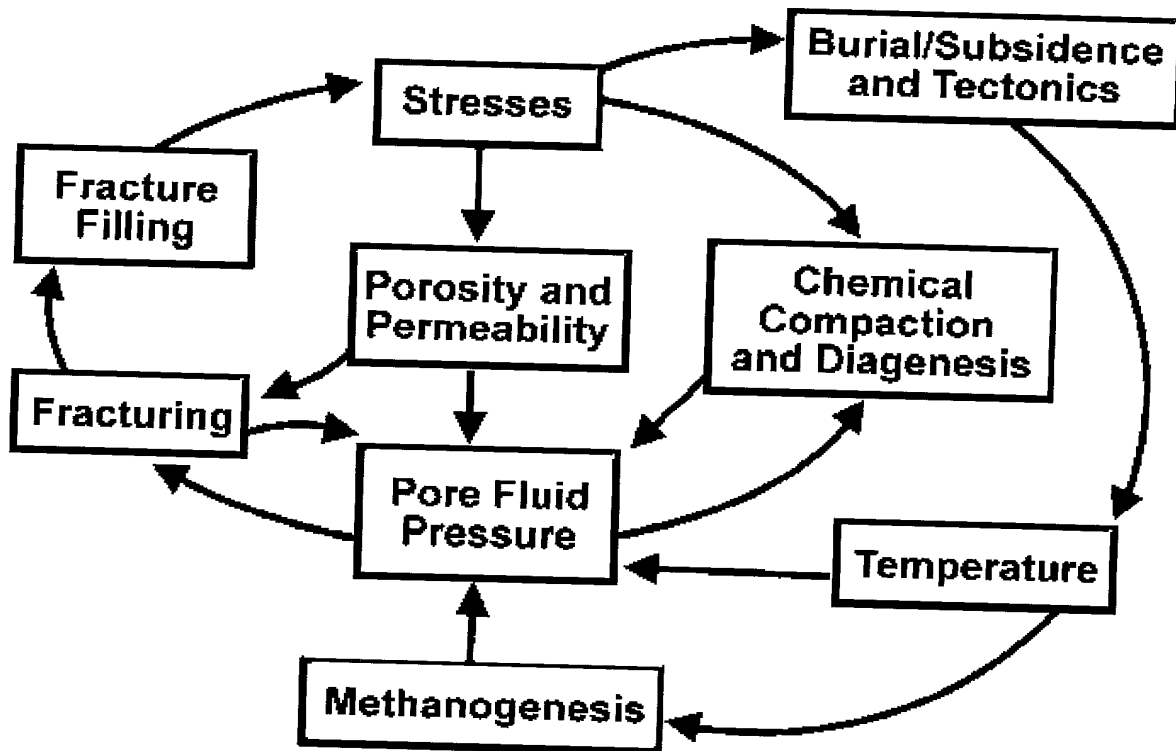 Burial/Subsidence
and Tectonics
Stresses
Fracture
Filling
Porosity and
Permeability
Chemical
Compaction
and Diagenesis
Fracturing
Pore Fluid
Pressure
Temperature
Methanogenesis